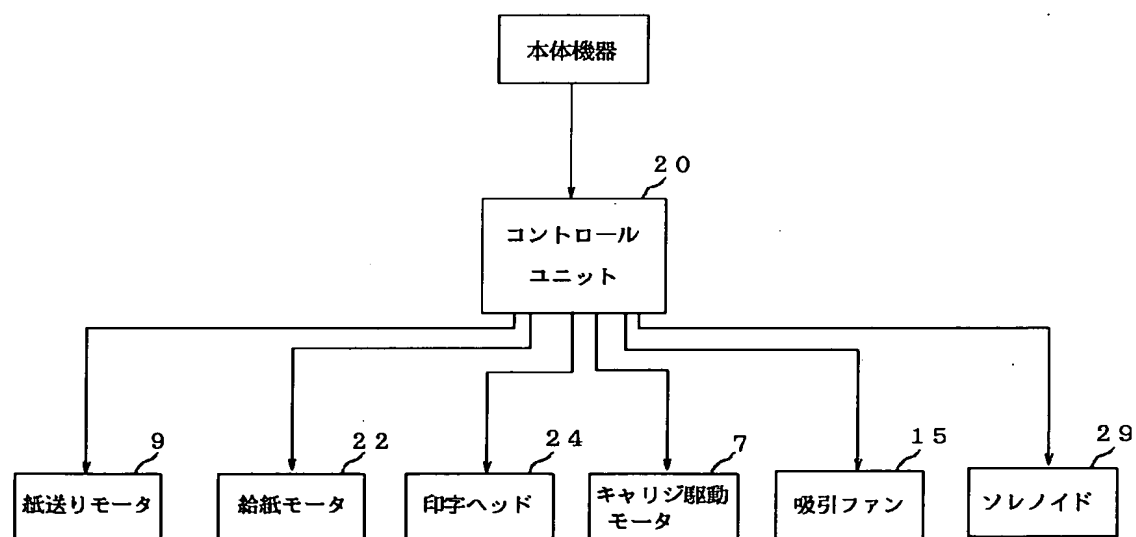 本体機器
20
コントロール
ユニット
9
22
24
7
15
29
紙送りモータ
給紙モータ
印字ヘッド
キャリジ駆動
モータ
吸引ファン
ソレノイド